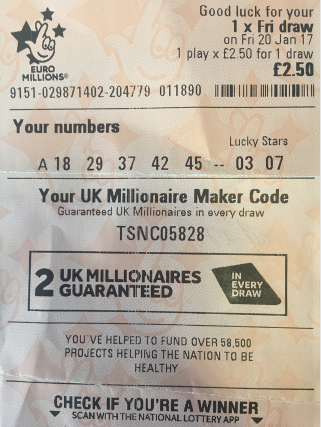 Good luck for your
1 x Fri draw
on Fri 20 Jan 17
1 play x £2.50 for 1 draw
£2.50
EURO
MILLIONS®
9151-029871402-204779 011890
Your numbers
Lucky Stars
A 18 29 37 42 45 -- 03 07
Your UK Millionaire Maker Code
Guaranteed UK Millionaires in every draw
TSNC05828
2 UK MILLIONAIRES
GUARANTEED
IN
EVERY
DRAW
YOU'VE HELPED TO FUND OVER 58,500
PROJECTS HELPING THE NATION TO BE
HEALTHY
CHECK IF YOU'RE A WINNER
SCAN WITH THE NATIONAL LOTTERY APP